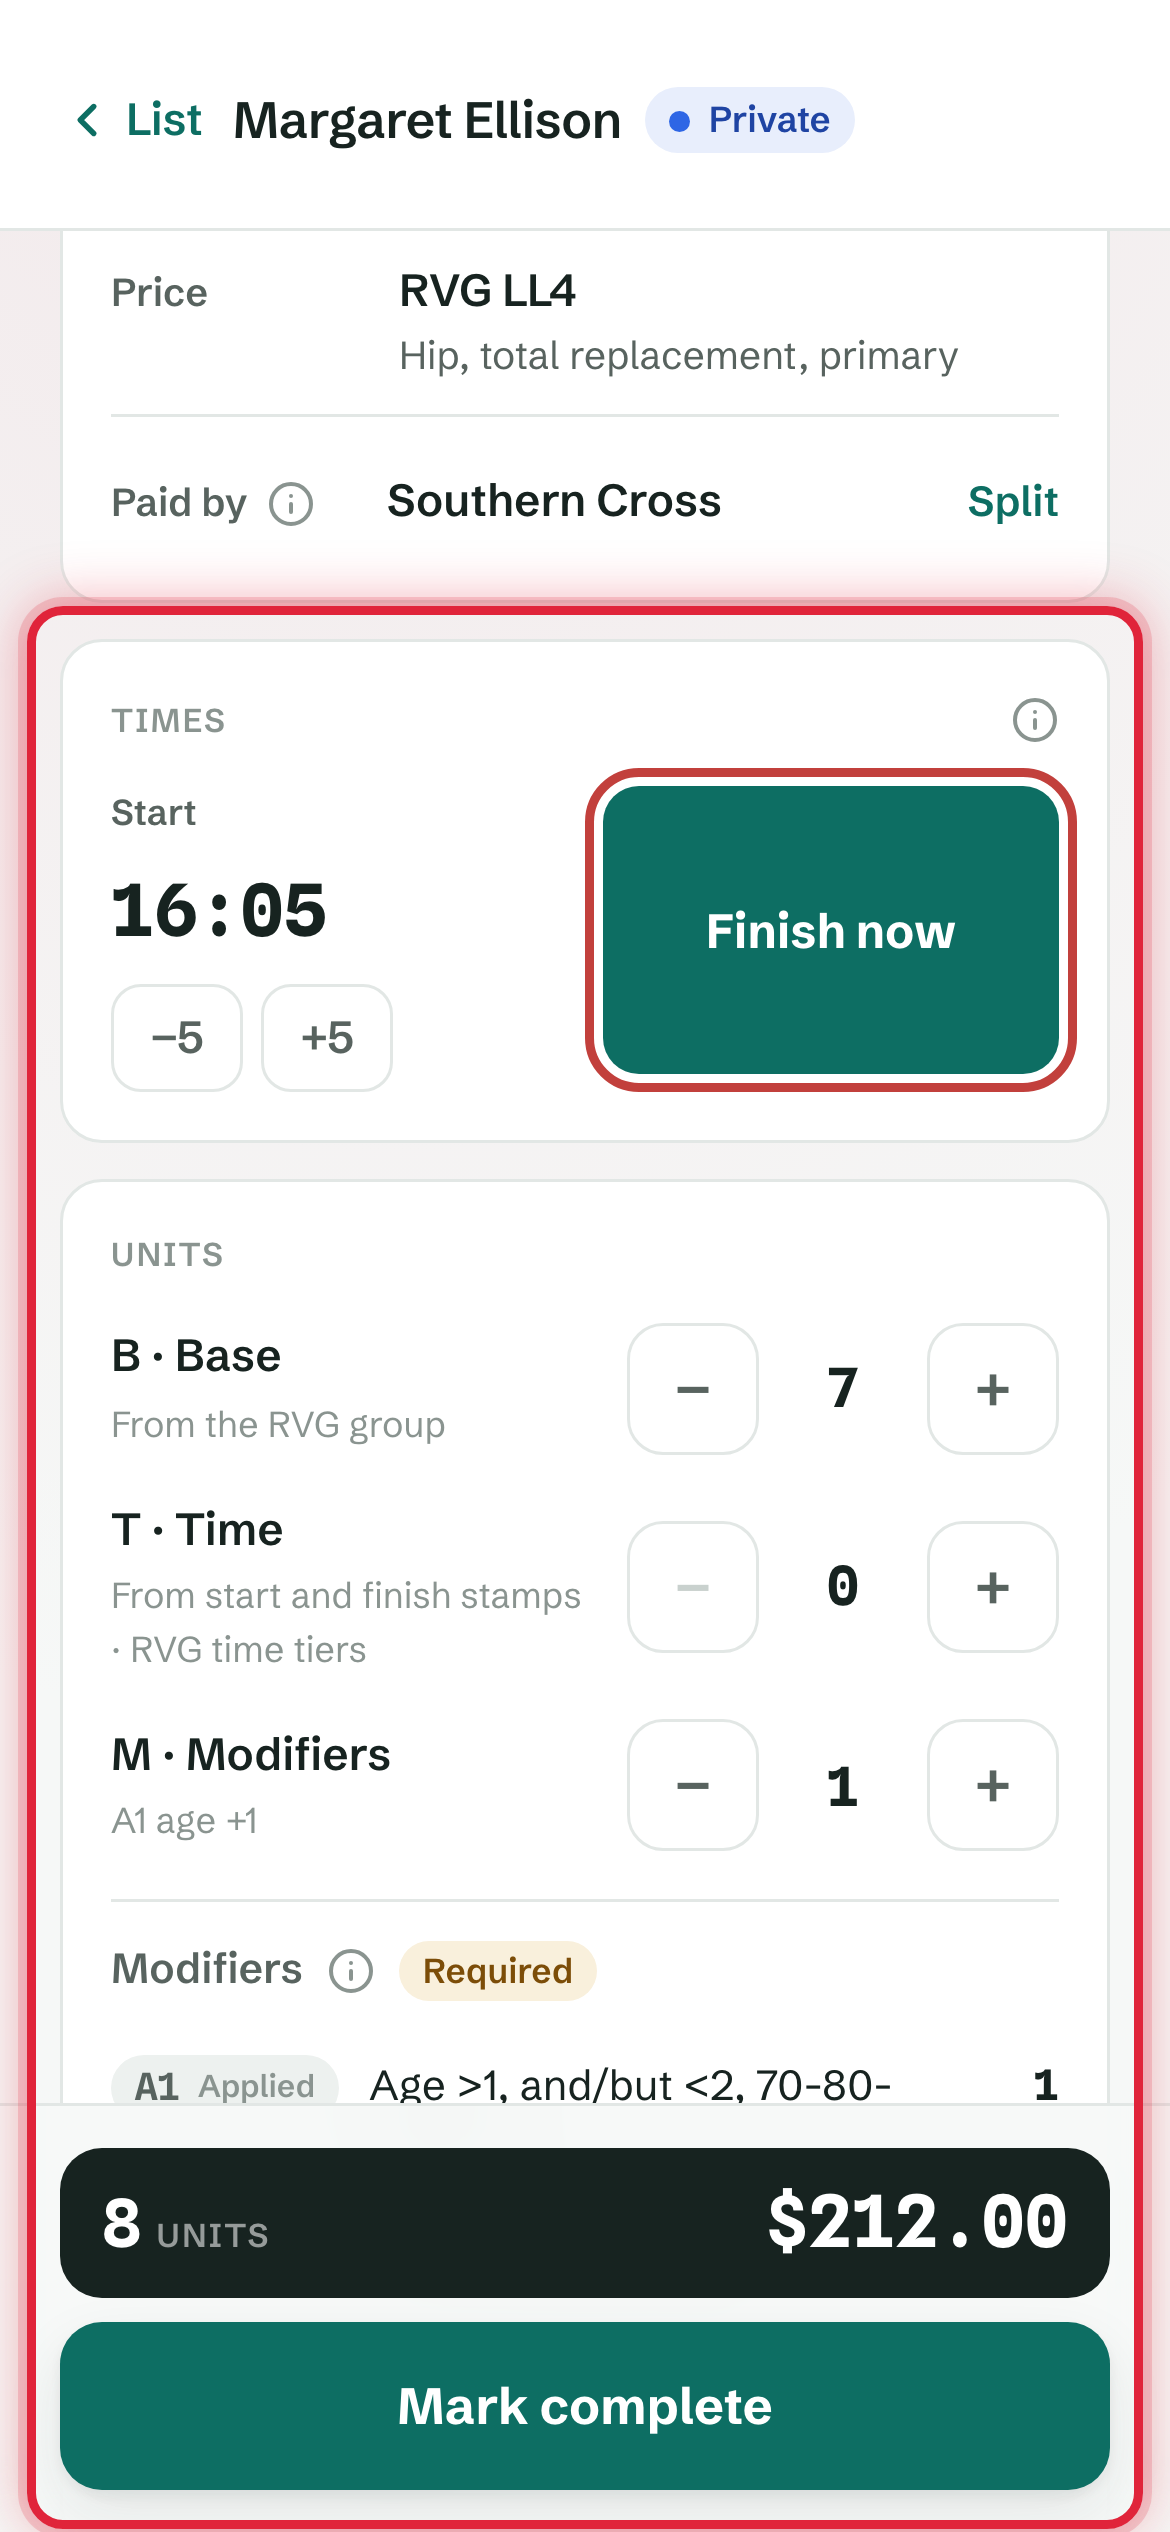 List Margaret Ellison Private
Price RVG LL4
Hip, total replacement, primary
Paid by Southern Cross Split
TIMES
Start
16:05
Finish now
−5 +5
UNITS
B · Base
From the RVG group
− 7 +
T · Time
From start and finish stamps
· RVG time tiers
− 0 +
M · Modifiers
A1 age +1
− 1 +
Modifiers Required
A1 Applied Age >1, and/but <2, 70-80- 1
8 UNITS $212.00
Mark complete